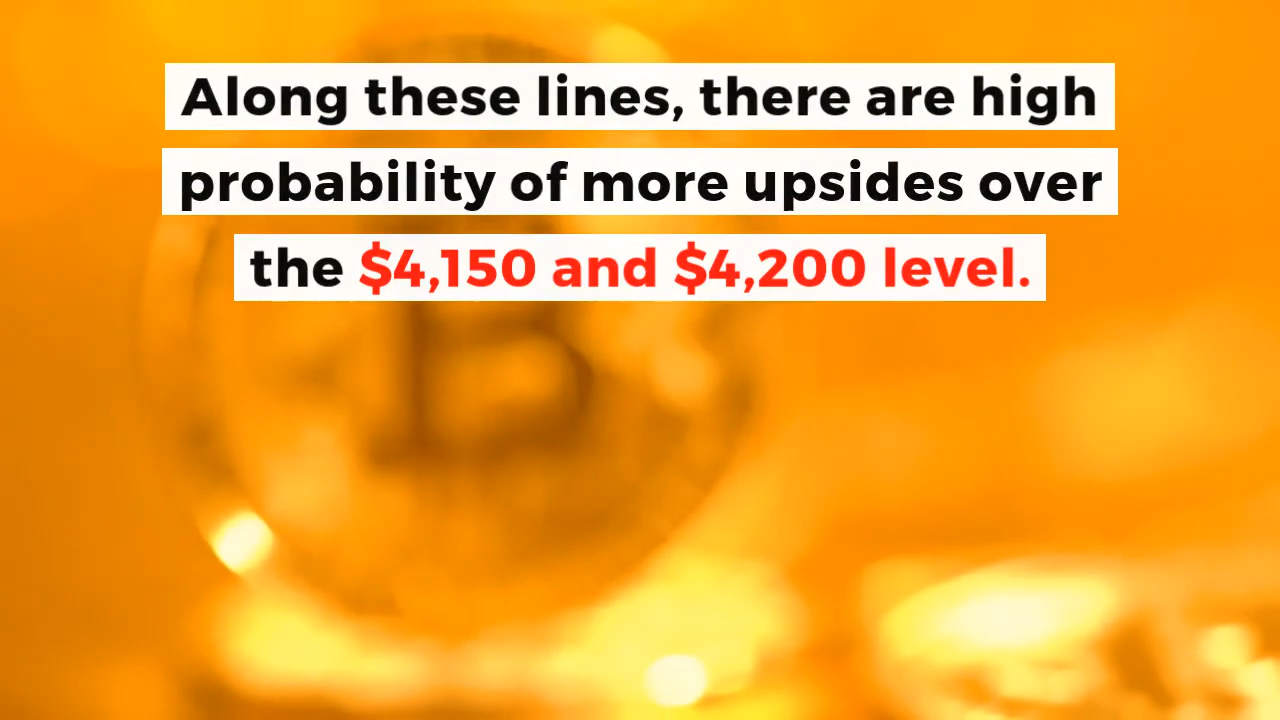 Along these lines, there are high
probability of more upsides over
the $4,150 and $4,200 level.